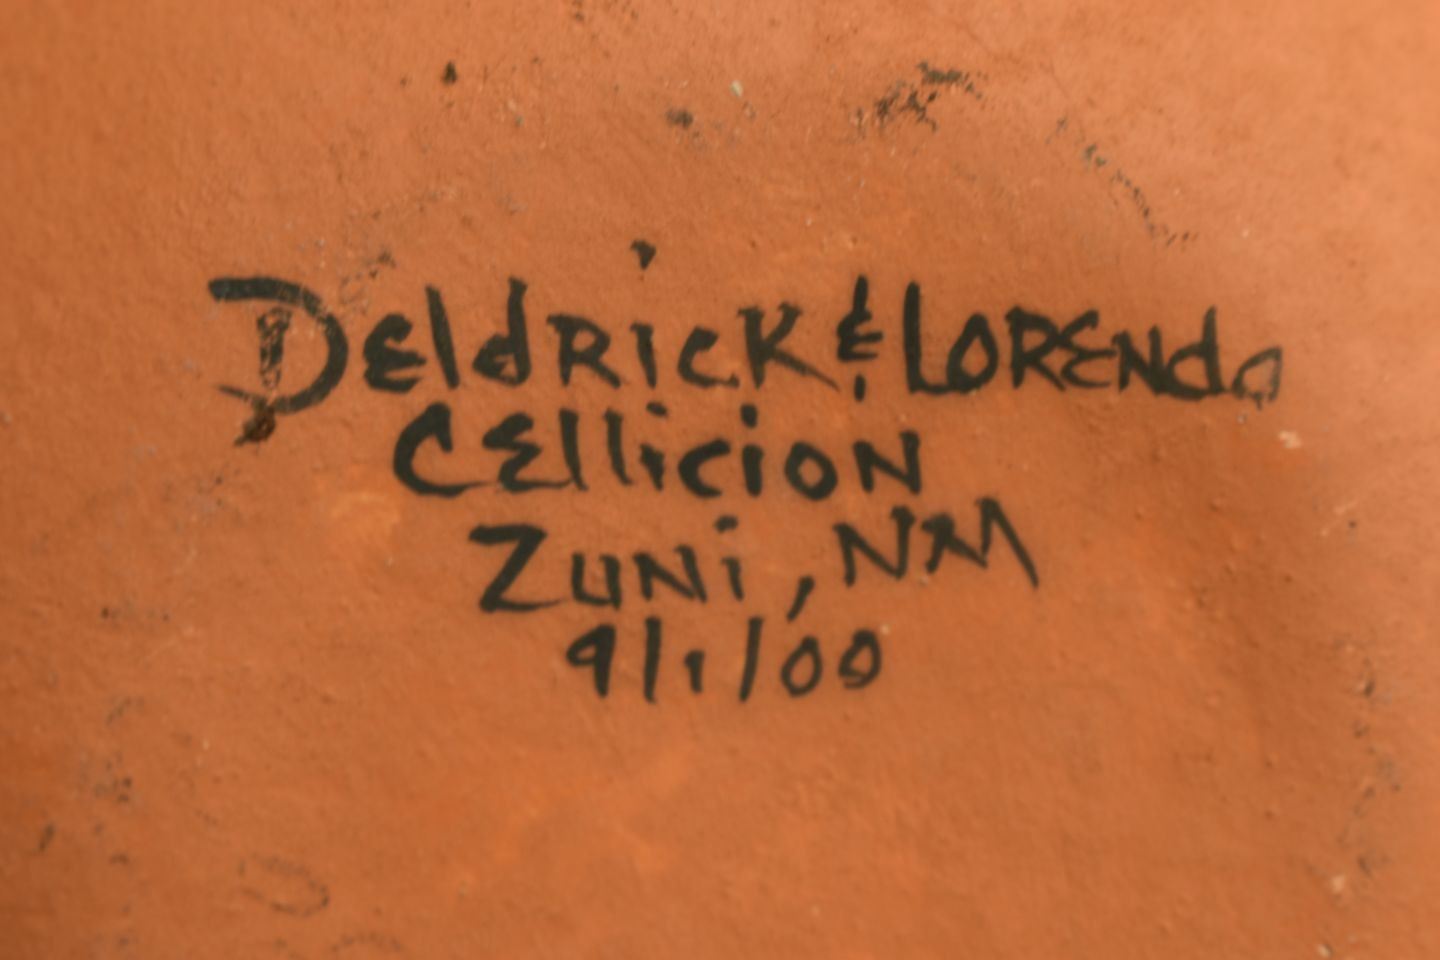 Deldrick & Lorenda
Cellicion
Zuni, NM
9/1/00